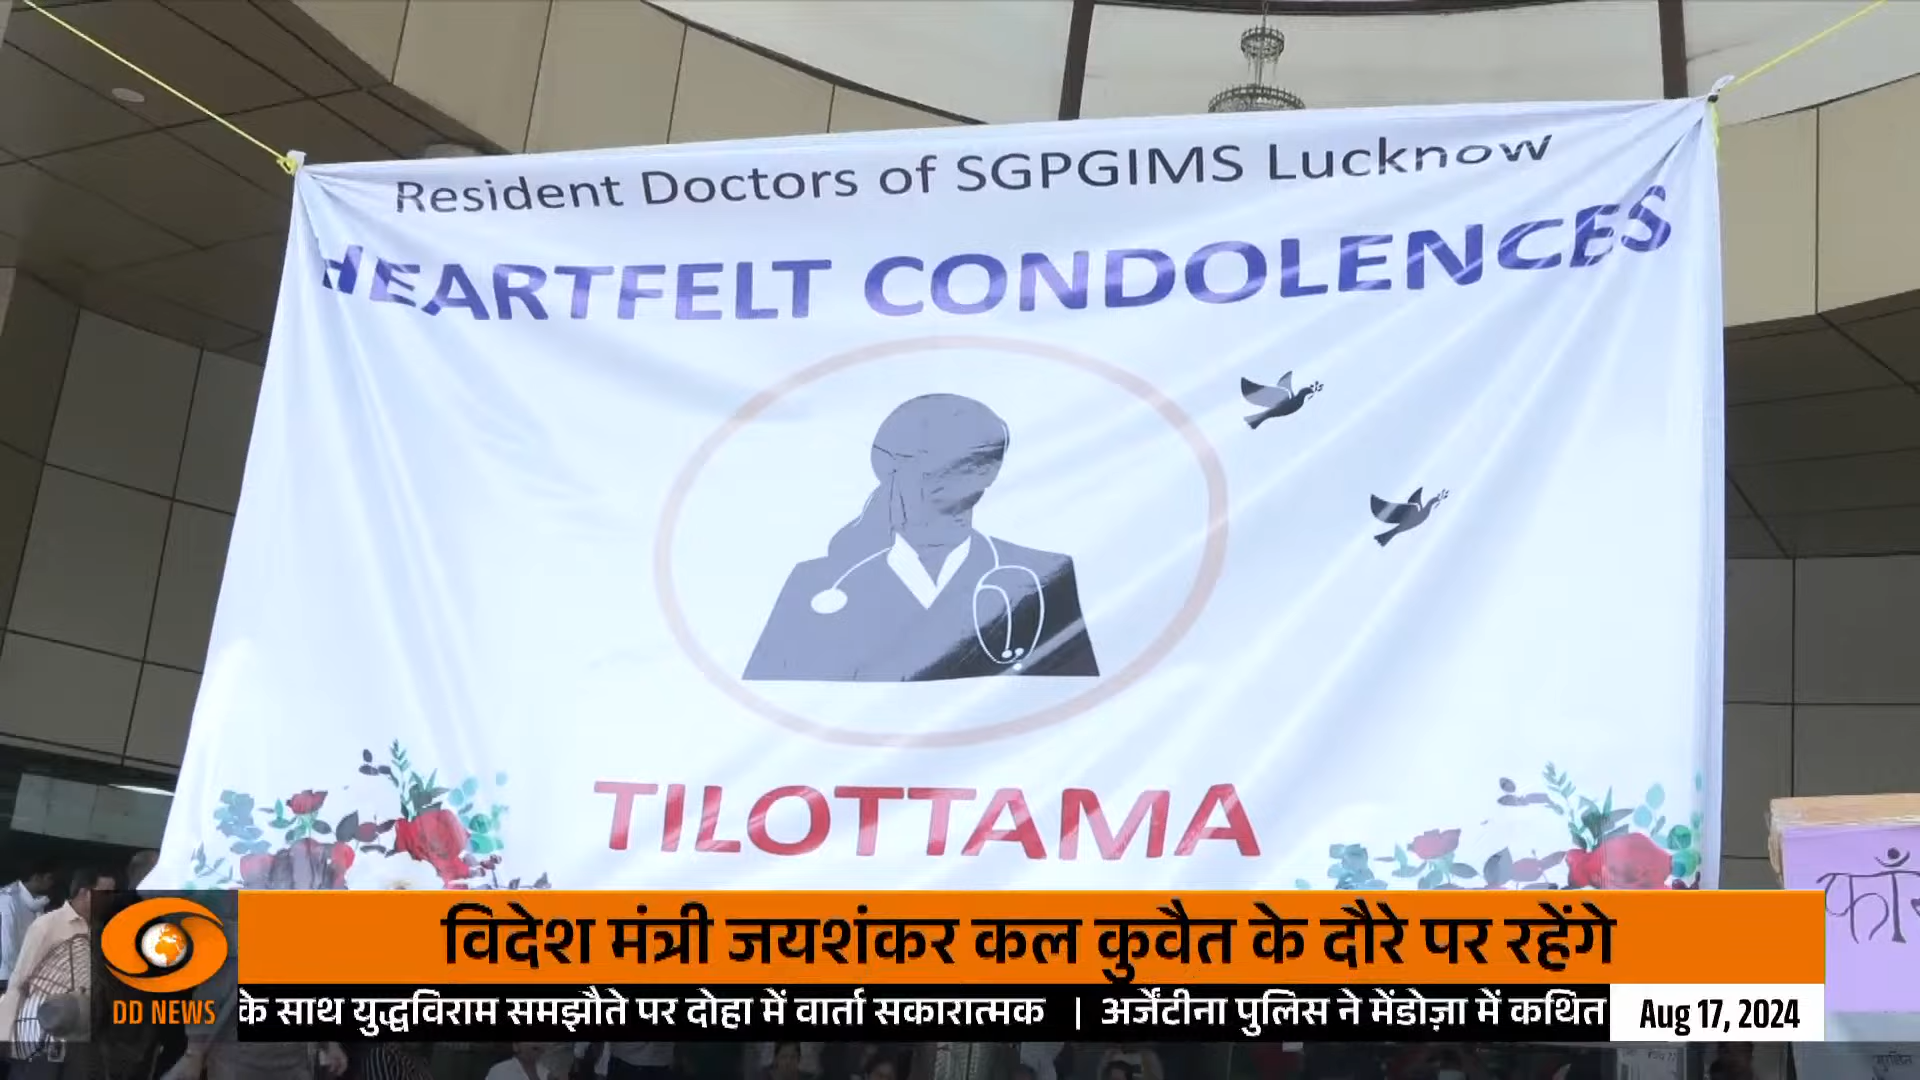 Resident Doctors of SGPGIMS Lucknow
HEARTFELT CONDOLENCES
TILOTTAMA
विदेश मंत्री जयशंकर कल कुवैत के दौरे पर रहेंगे
DD NEWS
के साथ युद्धविराम समझौते पर दोहा में वार्ता सकारात्मक | अर्जेंटीना पुलिस ने मेंडोज़ा में कथित
Aug 17, 2024